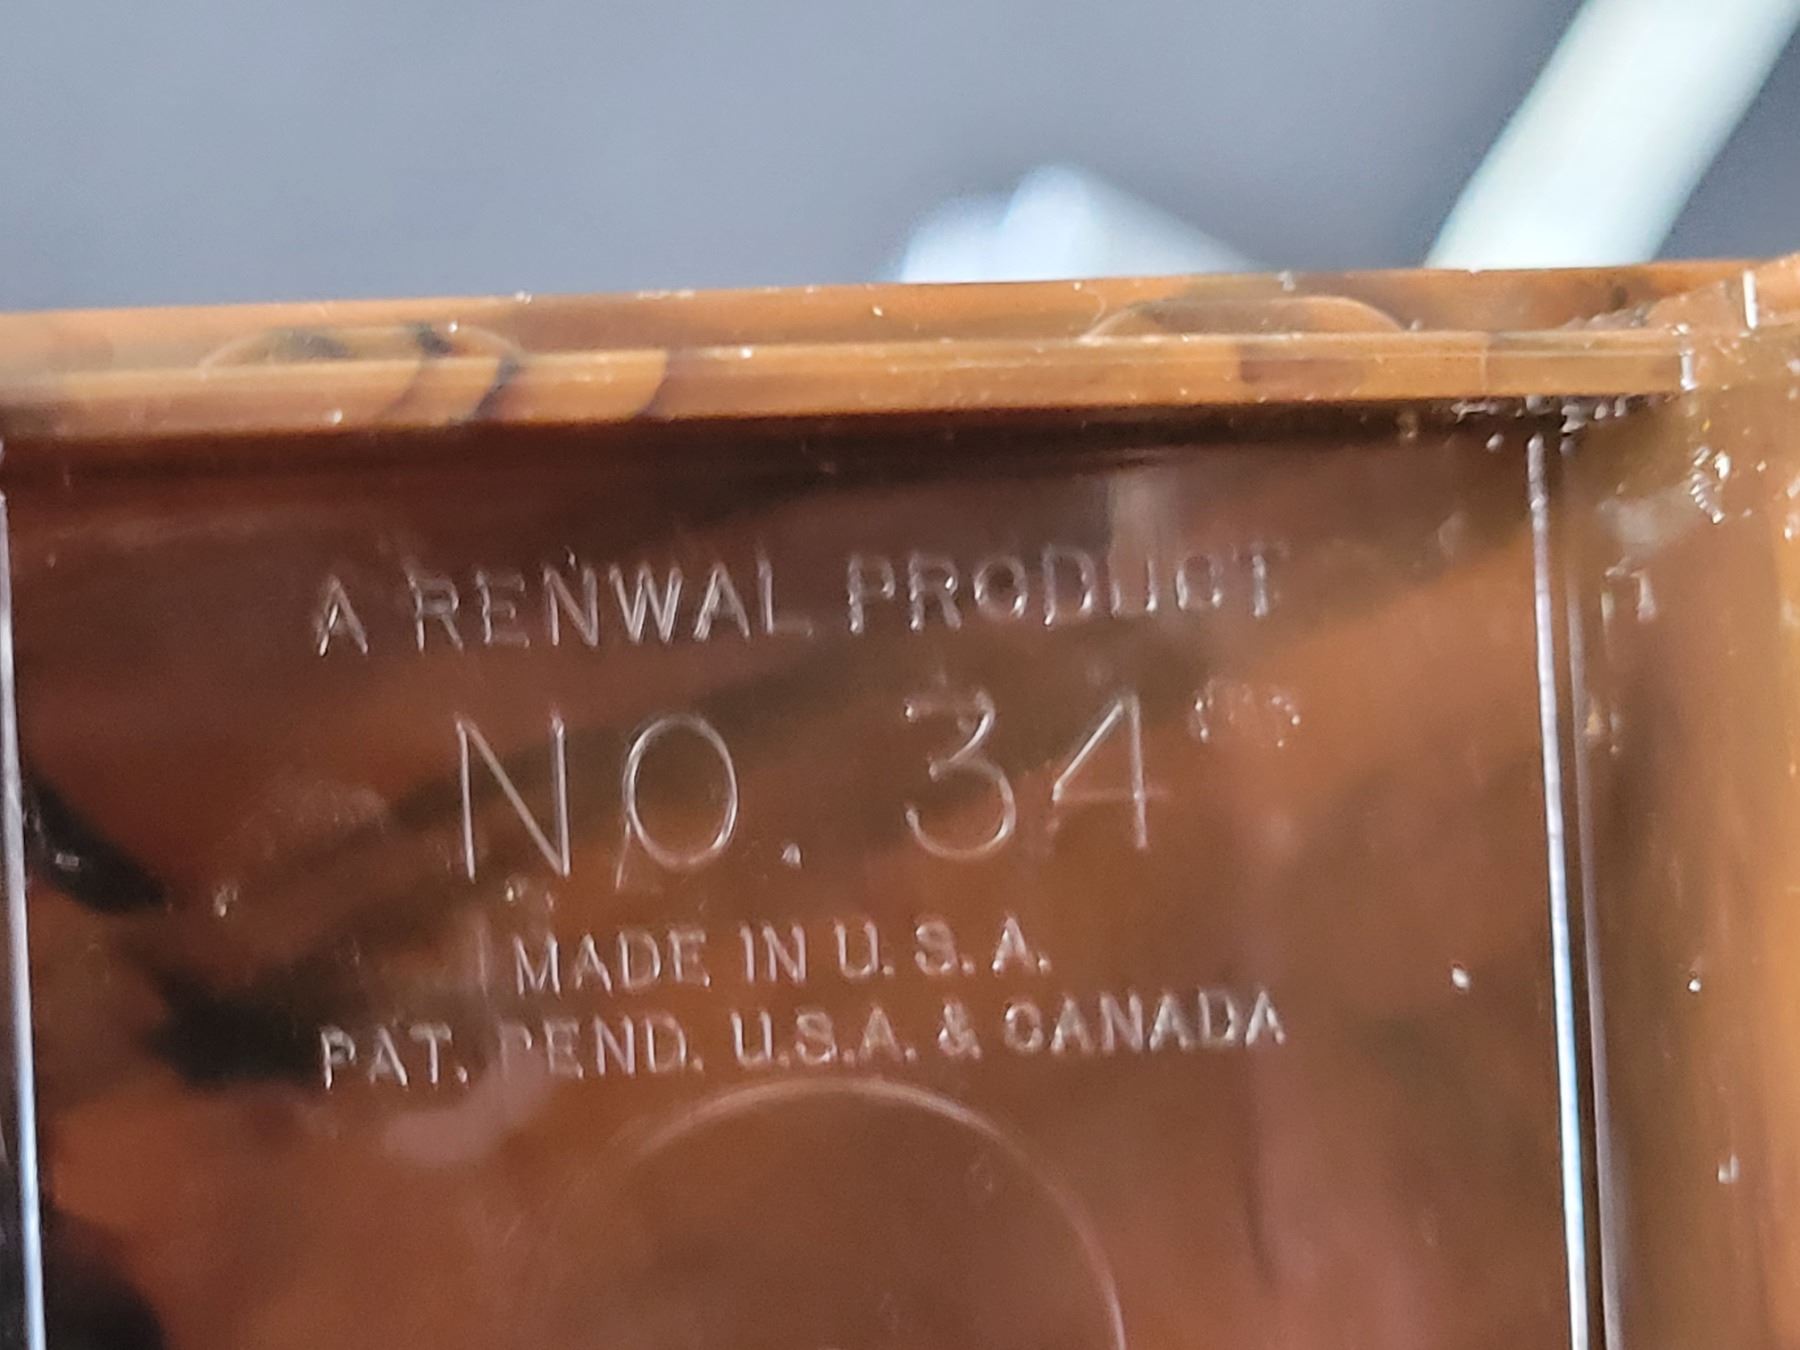 A RENWAL PRODUCT
NO. 34
MADE IN U.S.A.
PAT. PEND. U.S.A. & CANADA